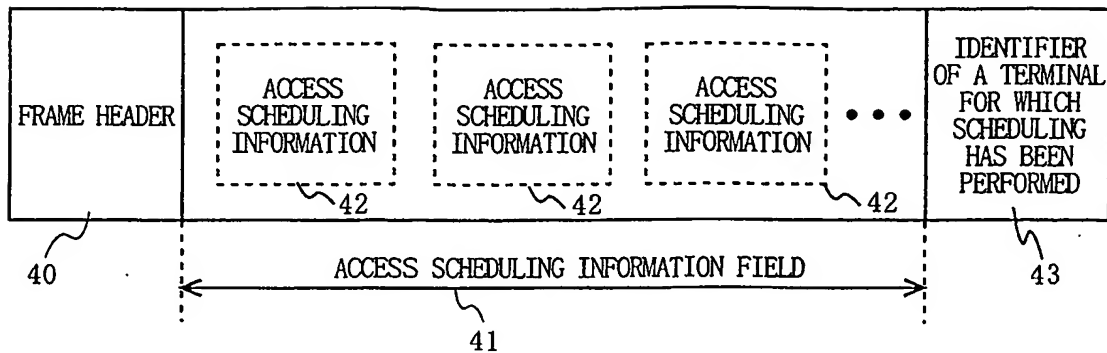 FRAME HEADER
ACCESS
SCHEDULING
INFORMATION
ACCESS
SCHEDULING
INFORMATION
ACCESS
SCHEDULING
INFORMATION
•••
IDENTIFIER
OF A TERMINAL
FOR WHICH
SCHEDULING
HAS BEEN
PERFORMED
42
42
42
40
43
ACCESS SCHEDULING INFORMATION FIELD
41